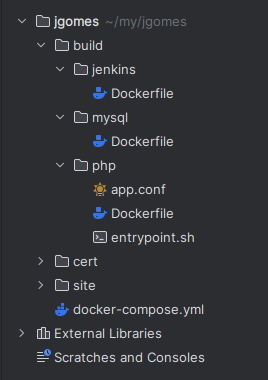 jgomes ~/my/jgomes
build
jenkins
Dockerfile
mysql
Dockerfile
php
app.conf
Dockerfile
entrypoint.sh
cert
site
docker-compose.yml
External Libraries
Scratches and Consoles